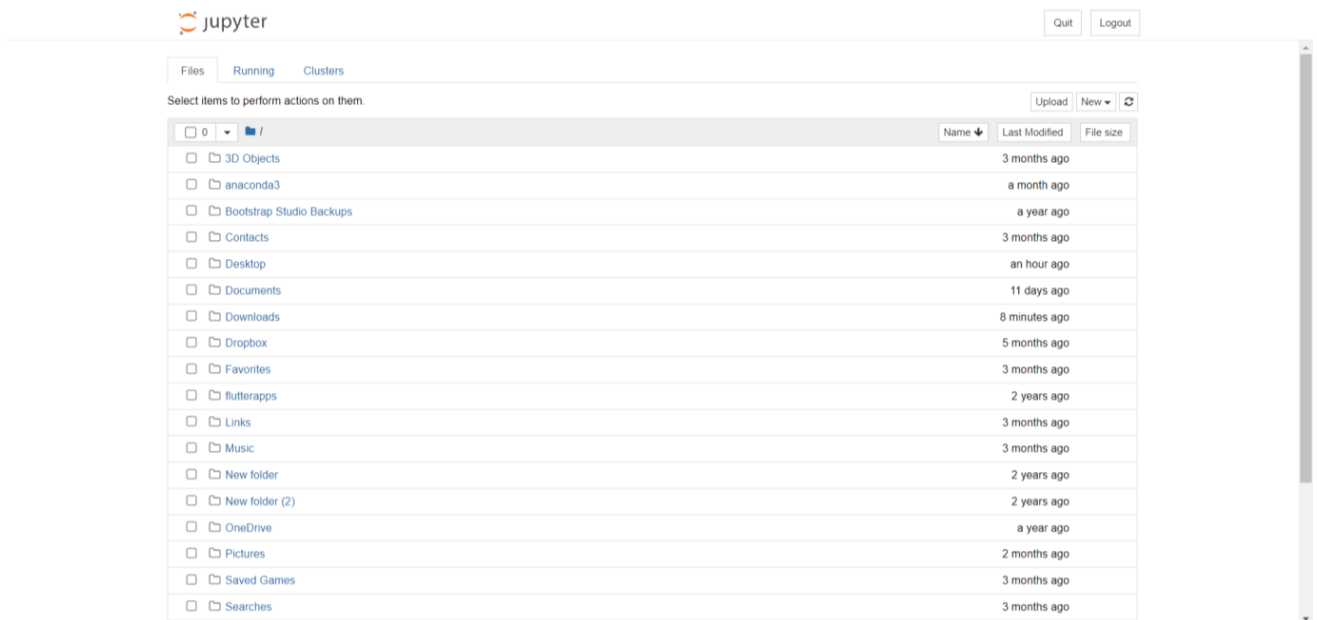 jupyter
Quit Logout
Files Running Clusters
Select items to perform actions on them.
Upload New
0 / Name Last Modified File size
3D Objects 3 months ago
anaconda3 a month ago
Bootstrap Studio Backups a year ago
Contacts 3 months ago
Desktop an hour ago
Documents 11 days ago
Downloads 8 minutes ago
Dropbox 5 months ago
Favorites 3 months ago
flutterapps 2 years ago
Links 3 months ago
Music 3 months ago
New folder 2 years ago
New folder (2) 2 years ago
OneDrive a year ago
Pictures 2 months ago
Saved Games 3 months ago
Searches 3 months ago